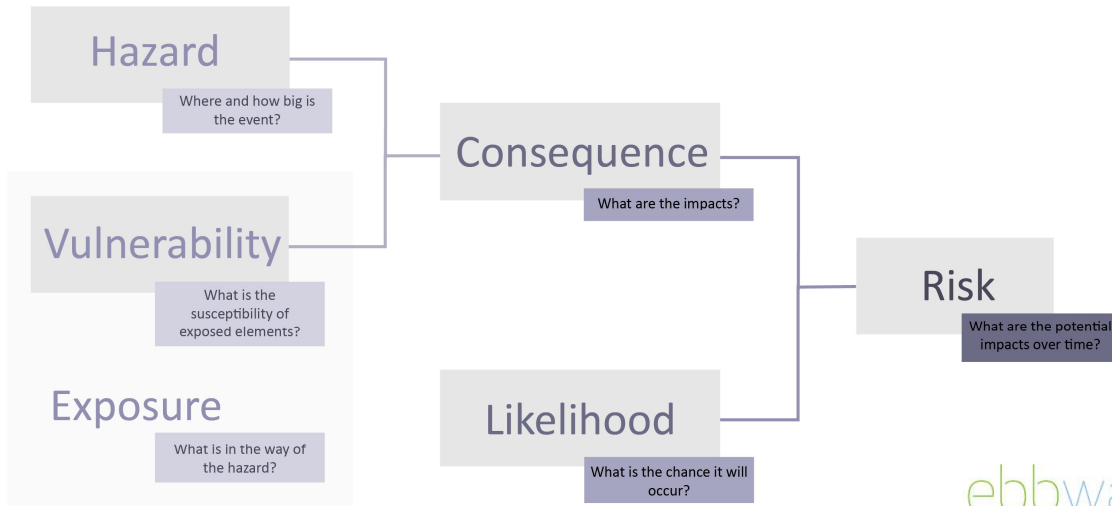 Hazard
Where and how big is
the event?
Consequence
What are the impacts?
Vulnerability
What is the
susceptibility of
exposed elements?
Risk
What are the potential
impacts over time?
Exposure
What is in the way of
the hazard?
Likelihood
What is the chance it will
occur?
ebbwa